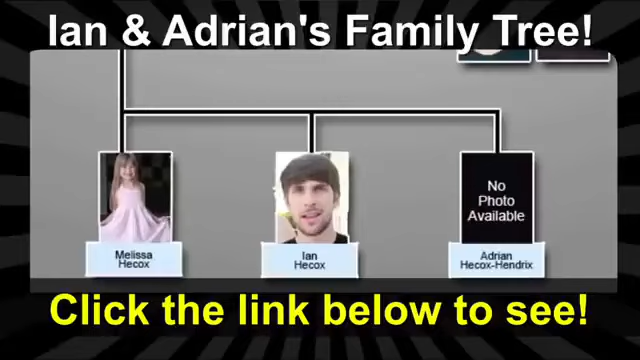 Ian & Adrian's Family Tree!
No
Photo
Available
Melissa
Hecox
Ian
Hecox
Adrian
Hecox-Hendrix
Click the link below to see!